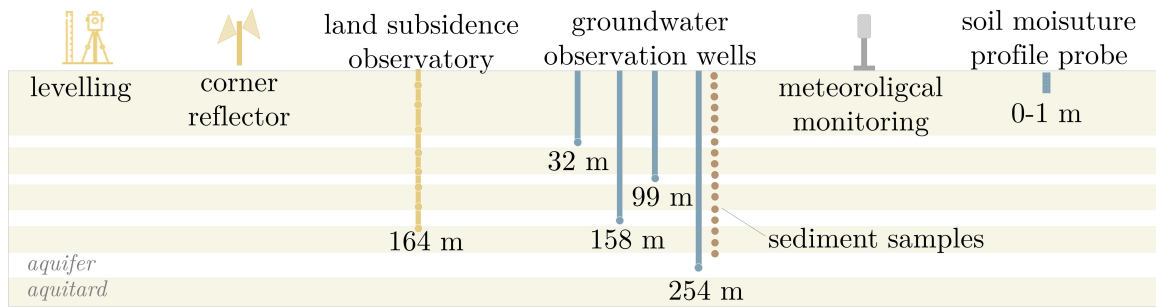 levelling
corner
reflector
land subsidence
observatory
164 m
groundwater
observation wells
32 m
99 m
158 m
254 m
sediment samples
meteoroligcal
monitoring
soil moisuture
profile probe
0-1 m
aquifer
aquitard